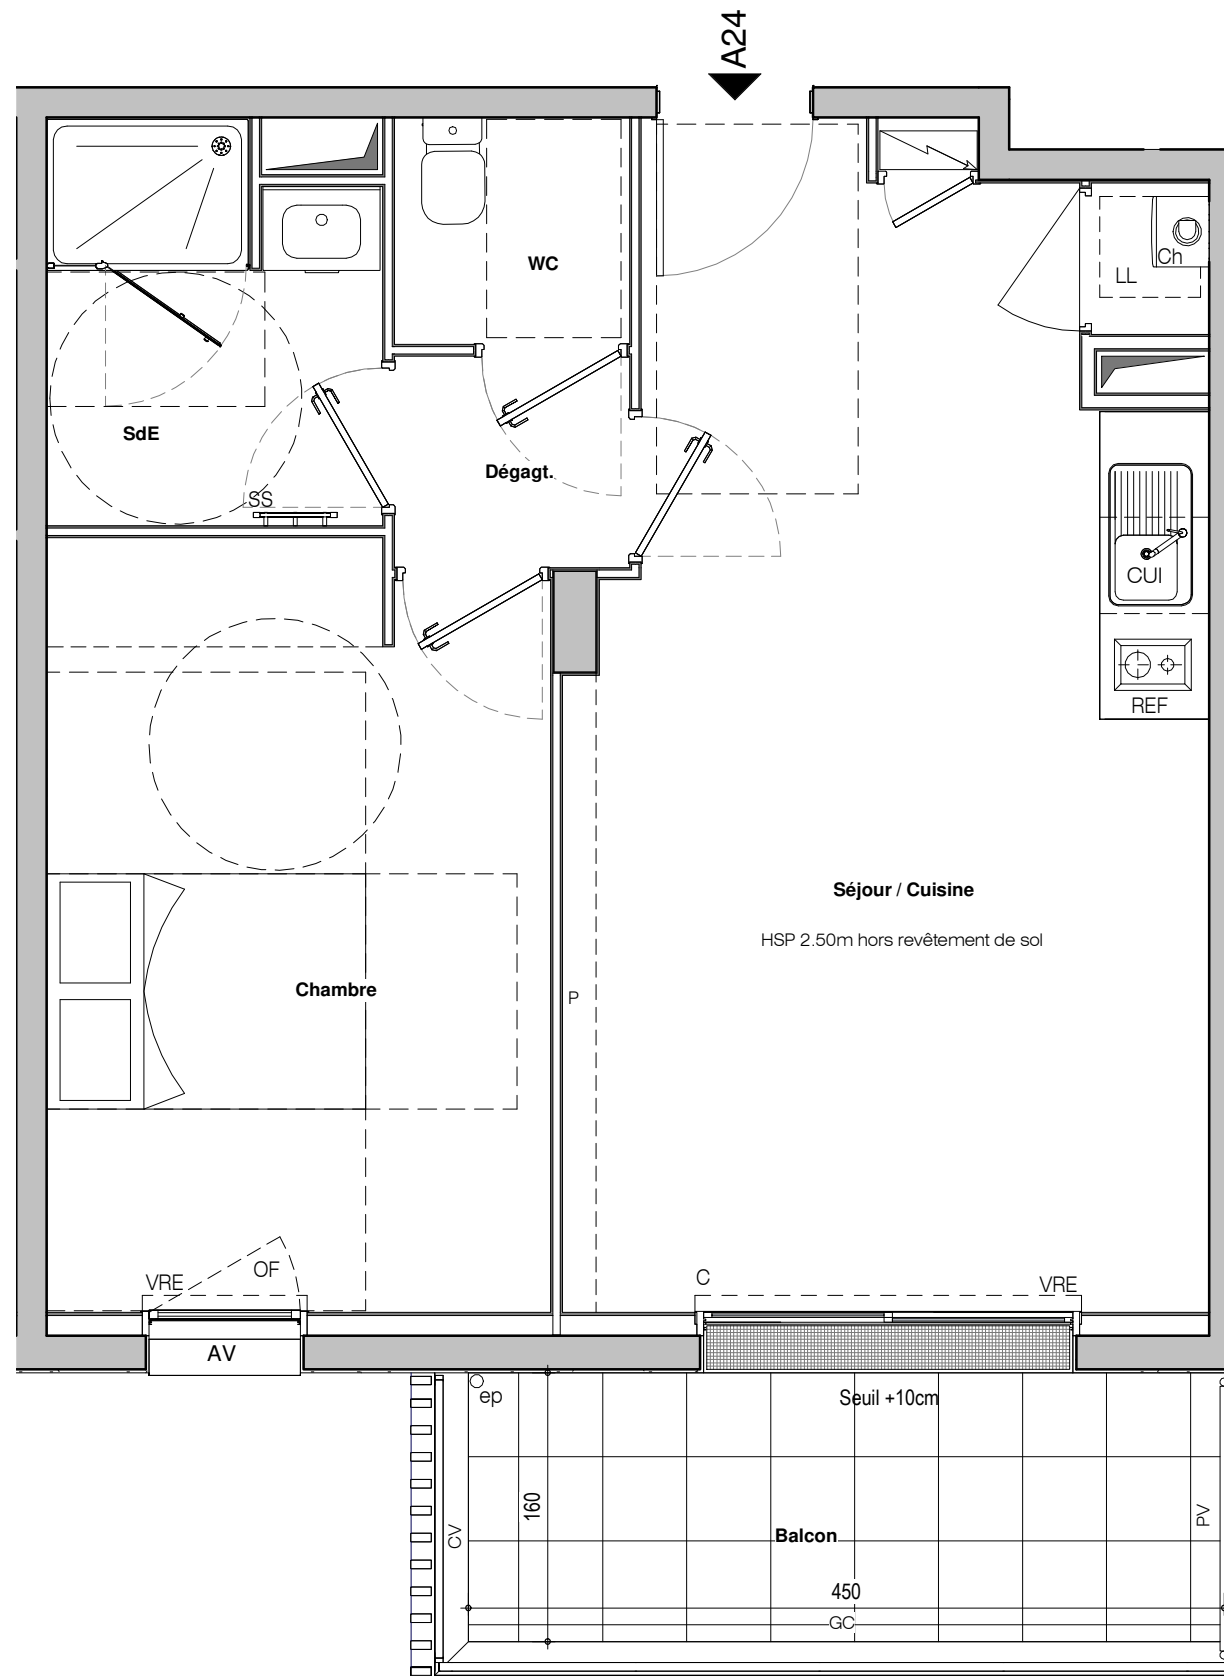 A24
WC
Ch
LL
SdE
Dégagt.
SS
CUI
REF
Séjour / Cuisine
HSP 2.50m hors revêtement de sol
Chambre
P
VRE
OF
C
VRE
AV
ep
Seuil +10cm
160
CV
PV
Balcon
450
GC